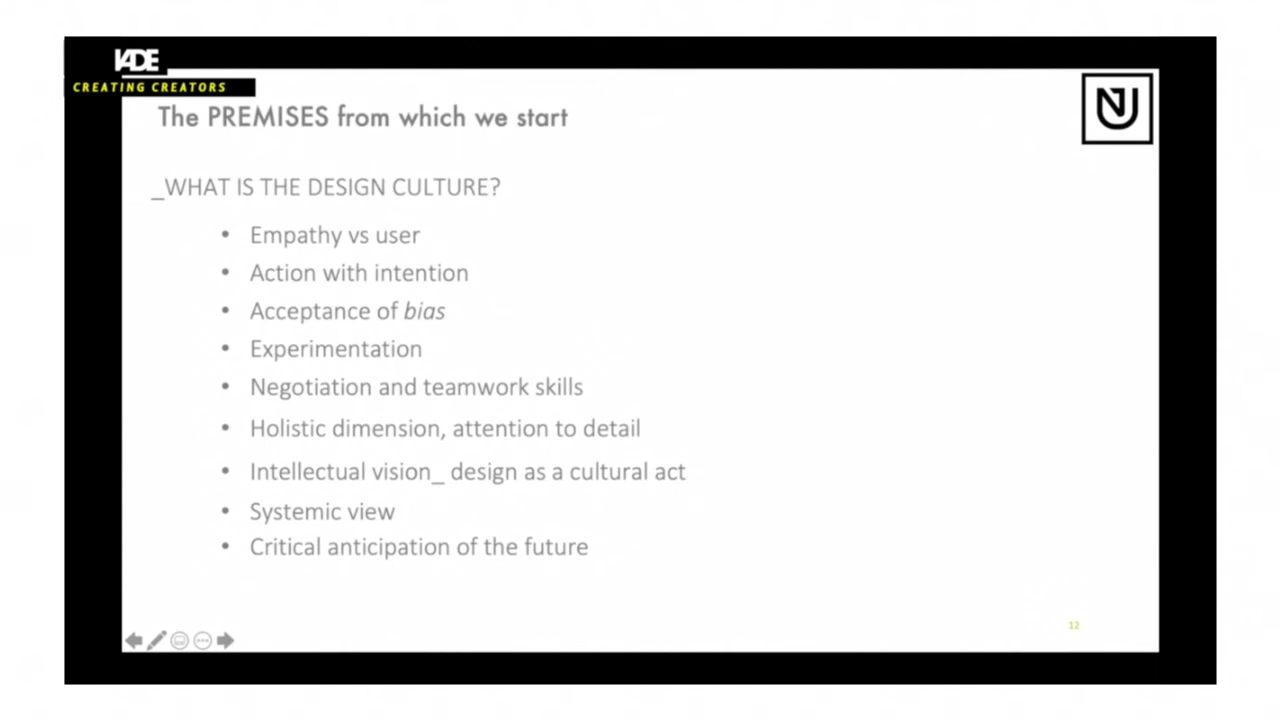 IADE
CREATING CREATORS
The PREMISES from which we start
_WHAT IS THE DESIGN CULTURE?
• Empathy vs user
• Action with intention
• Acceptance of bias
• Experimentation
• Negotiation and teamwork skills
• Holistic dimension, attention to detail
• Intellectual vision_ design as a cultural act
• Systemic view
• Critical anticipation of the future
12